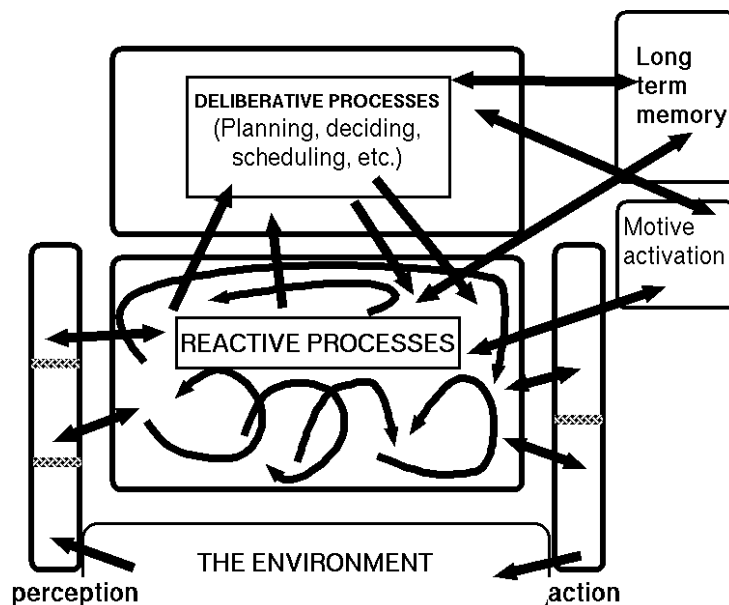 Long
term
memory
DELIBERATIVE PROCESSES
(Planning, deciding,
scheduling, etc.)
Motive
activation
REACTIVE PROCESSES
THE ENVIRONMENT
perception
action